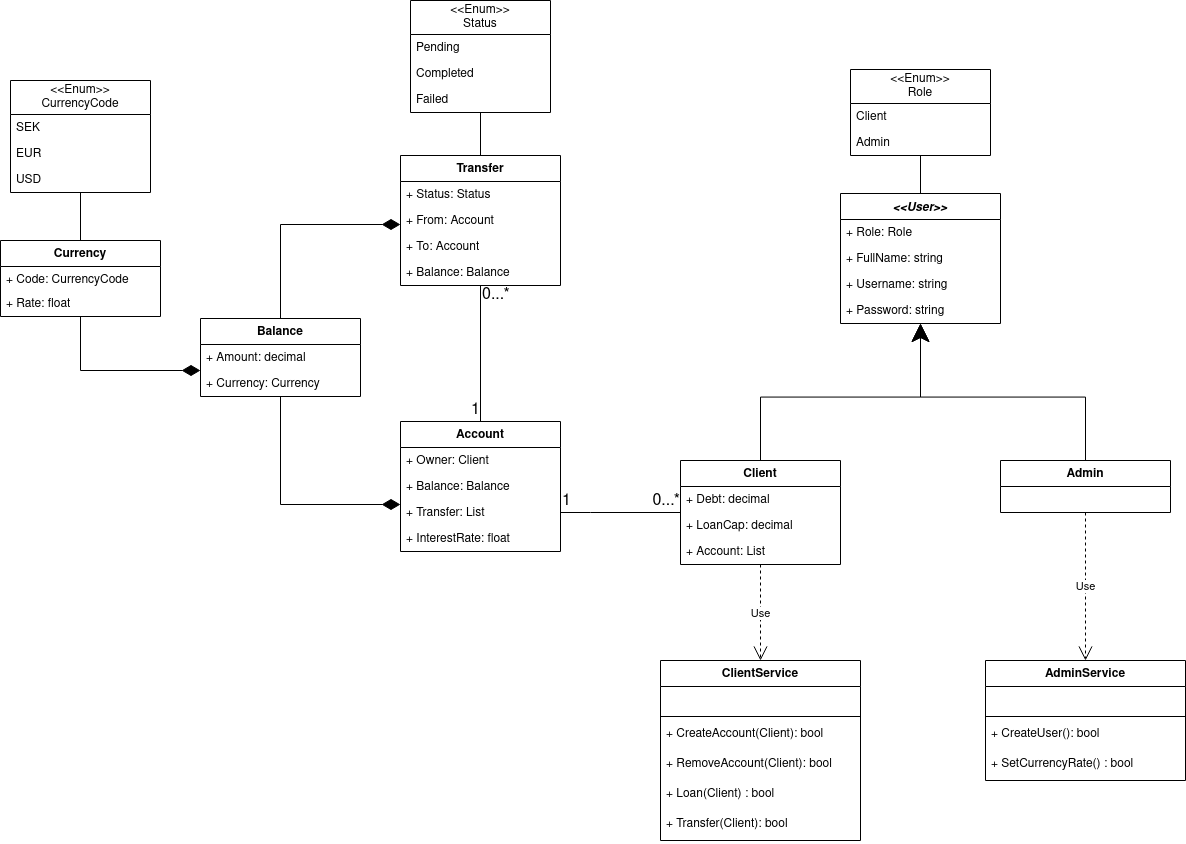 <<Enum>>
Status
Pending
Completed
Failed
<<Enum>>
CurrencyCode
SEK
EUR
USD
<<Enum>>
Role
Client
Admin
Transfer
+ Status: Status
+ From: Account
+ To: Account
+ Balance: Balance
0...*
<<User>>
+ Role: Role
+ FullName: string
+ Username: string
+ Password: string
Currency
+ Code: CurrencyCode
+ Rate: float
Balance
+ Amount: decimal
+ Currency: Currency
1
Account
+ Owner: Client
+ Balance: Balance
+ Transfer: List
+ InterestRate: float
1
0...*
Client
+ Debt: decimal
+ LoanCap: decimal
+ Account: List
Admin
Use
Use
ClientService
+ CreateAccount(Client): bool
+ RemoveAccount(Client): bool
+ Loan(Client) : bool
+ Transfer(Client): bool
AdminService
+ CreateUser(): bool
+ SetCurrencyRate() : bool